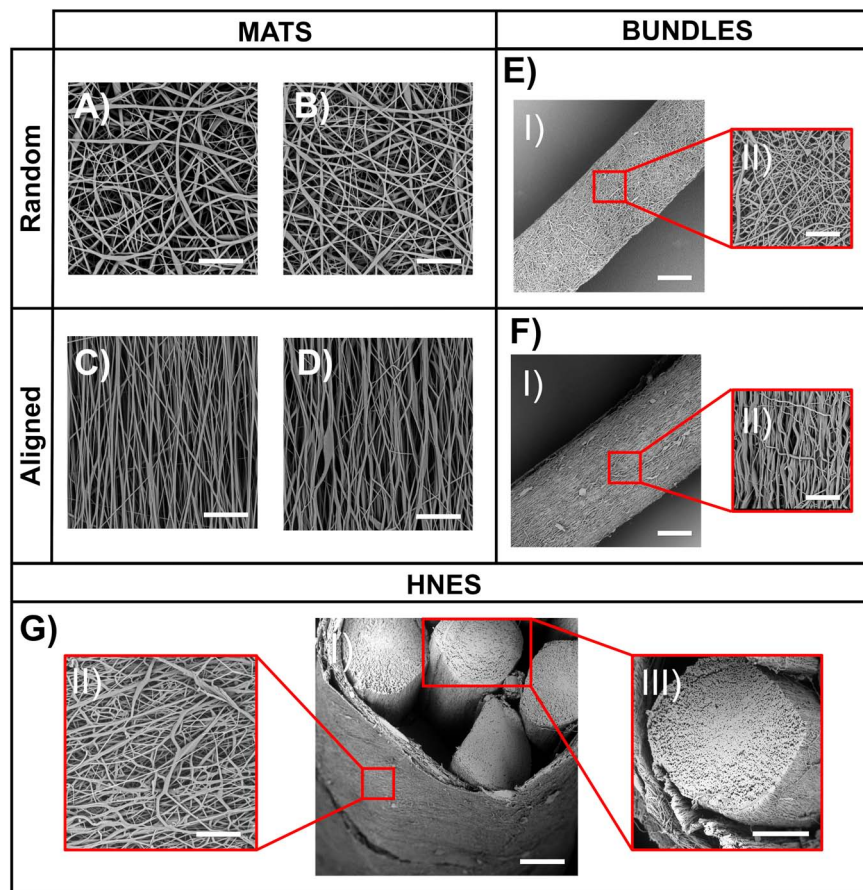 MATS
BUNDLES
Random
A)
B)
E)
I)
II)
Aligned
C)
D)
F)
I)
II)
HNES
G)
II)
I)
III)